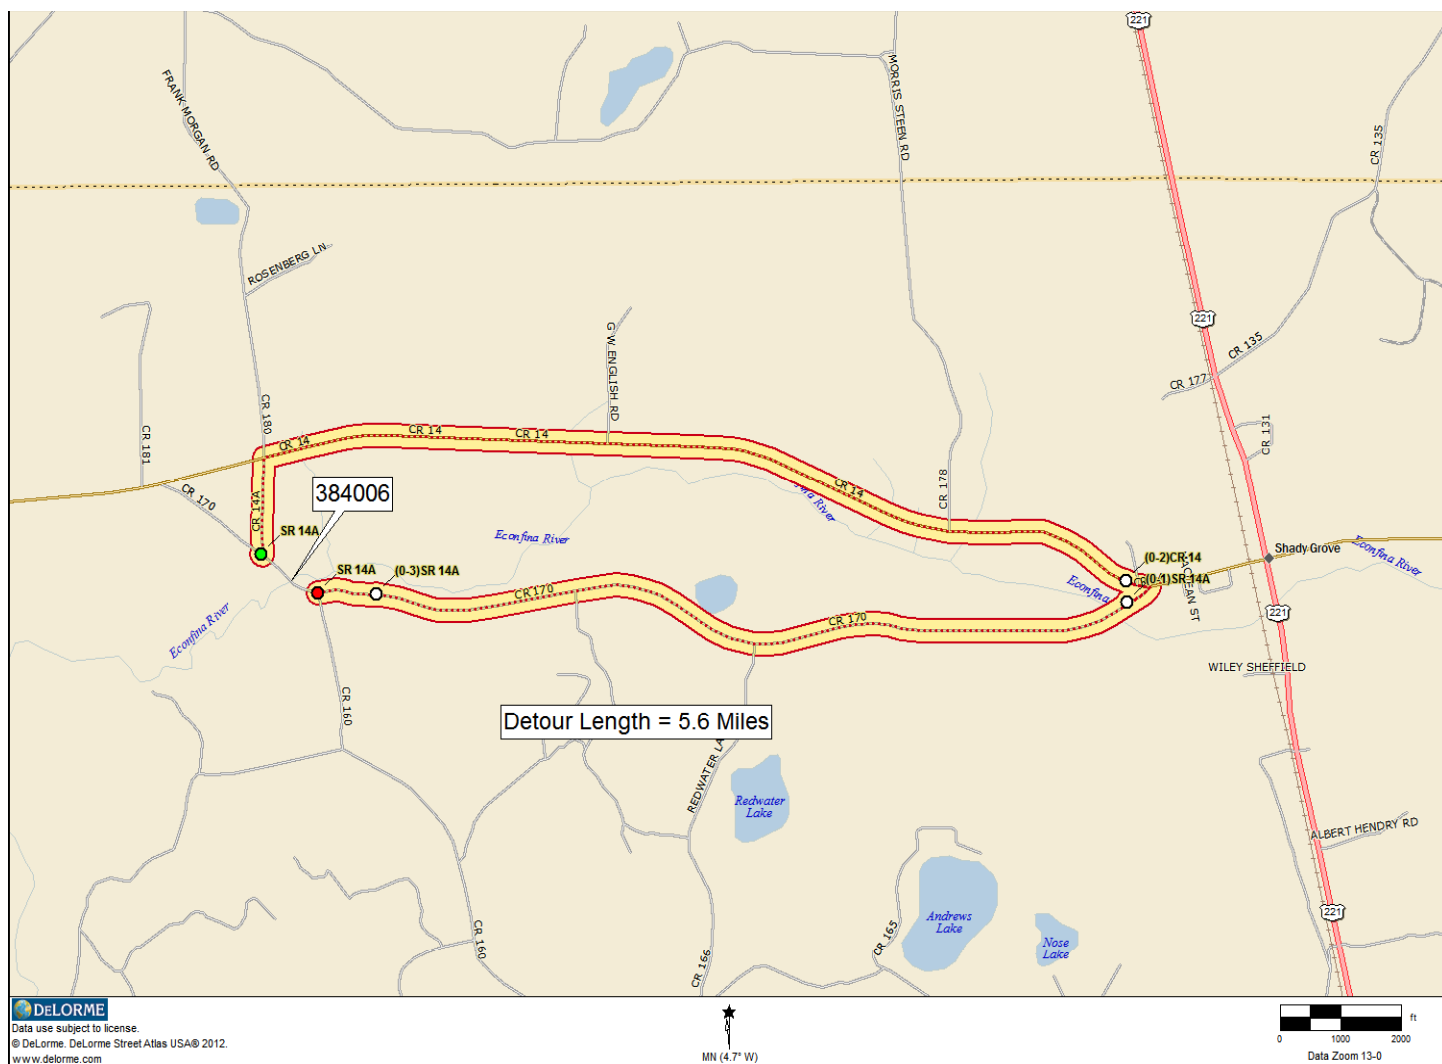 221
FRANK MORGAN RD
MORRIS STEEN RD
CR 135
ROSENBERG LN
221
CR 135
G W ENGLISH RD
CR 177
CR 180
CR 14
CR 14
CR 14
CR 131
CR 181
CR 170
CR 14A
384006
CR 14
River
CR 178
SR 14A
Econfina River
Shady Grove
Econfina River
(0-2)CR 14
SR 14A
(0-3)SR 14A
(0-1)SR 14A
CR 170
Econfina
221
Econfina River
CR 170
WILEY SHEFFIELD
CR 160
Detour Length = 5.6 Miles
REDWATER LA
Redwater
Lake
ALBERT HENDRY RD
Andrews
Lake
221
CR 160
CR 165
Nose
Lake
CR 166
DELORME
Data use subject to license.
© DeLorme. DeLorme Street Atlas USA® 2012.
www.delorme.com
MN (4.7° W)
ft
0 1000 2000
Data Zoom 13-0